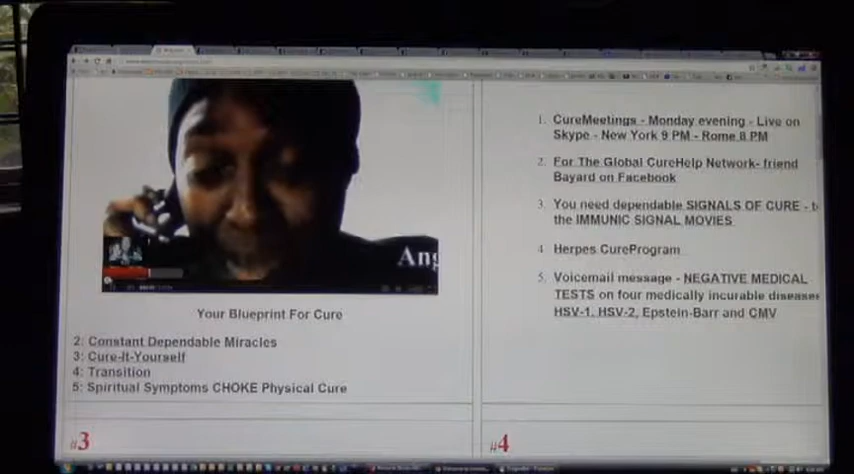 Ang
Your Blueprint For Cure
2: Constant Dependable Miracles
3: Cure-It-Yourself
4: Transition
5: Spiritual Symptoms CHOKE Physical Cure
#3
1. CureMeetings - Monday evening - Live on
Skype - New York 9 PM - Rome 8 PM
2. For The Global CureHelp Network- friend
Bayard on Facebook
3. You need dependable SIGNALS OF CURE -
the IMMUNIC SIGNAL MOVIES
4 Herpes CureProgram
5. Voicemail message - NEGATIVE MEDICAL
TESTS on four medically incurable diseases
HSV-1. HSV-2, Epstein-Barr and CMV
#4